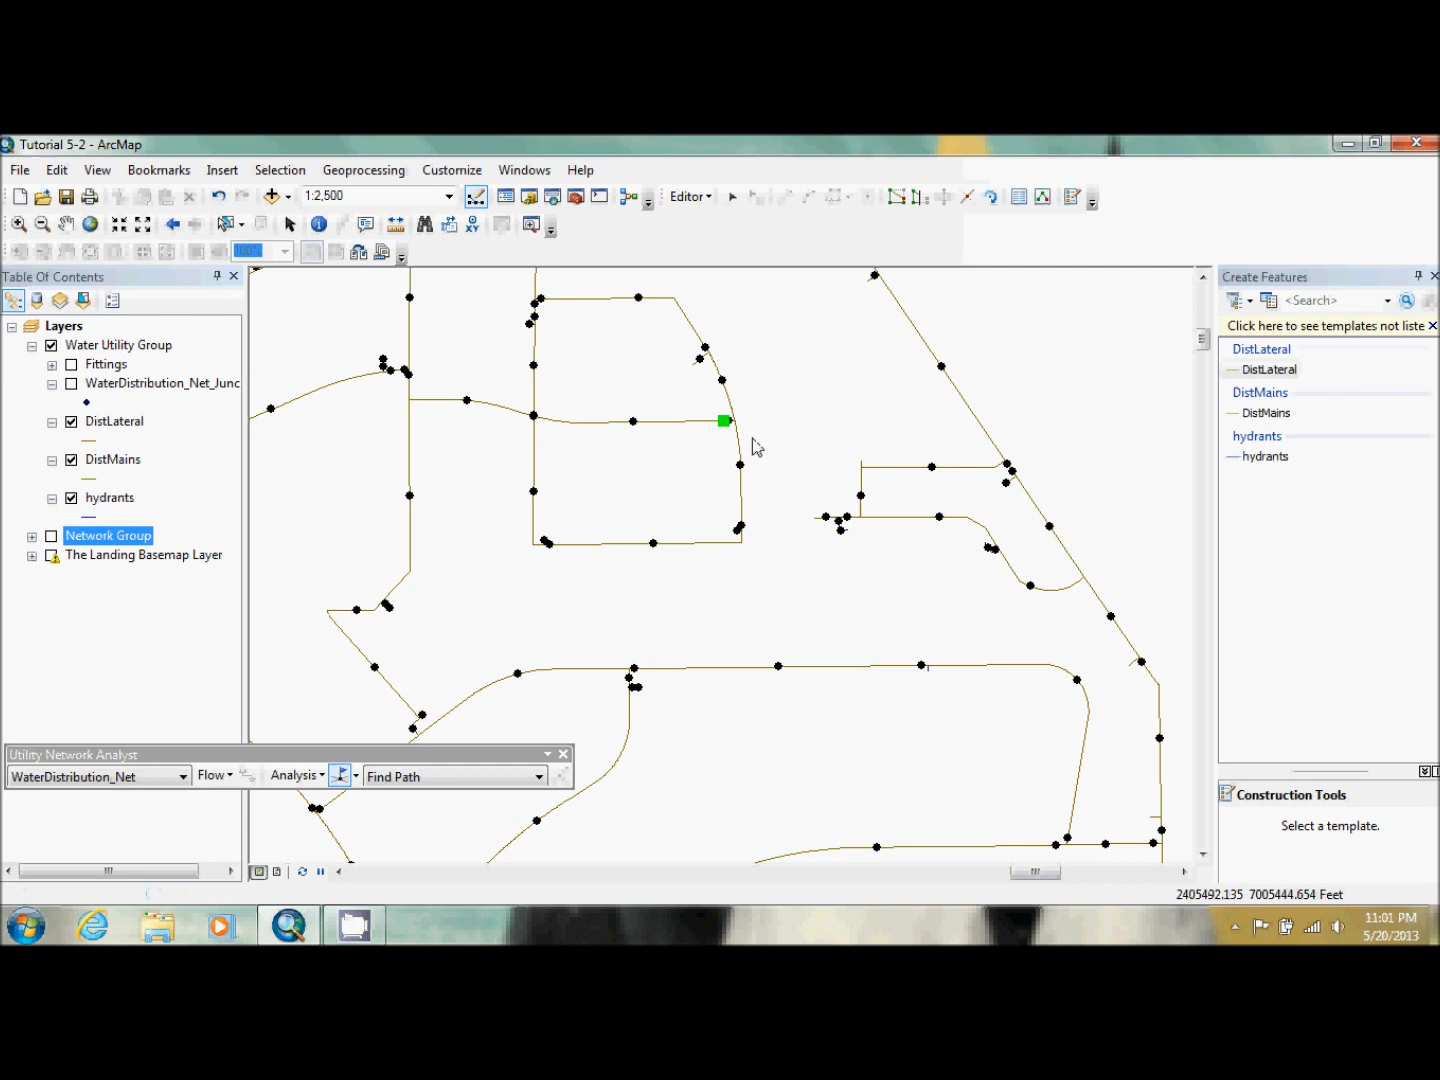 Tutorial 5-2 - ArcMap
File Edit View Bookmarks Insert Selection Geoprocessing Customize Windows Help
1:2,500
Editor
XY
100%
Table Of Contents
Create Features
<Search>
Layers
Click here to see templates not liste
Water Utility Group
DistLateral
Fittings
DistLateral
WaterDistribution_Net_Junc
DistMains
DistLateral
DistMains
hydrants
DistMains
hydrants
hydrants
Network Group
The Landing Basemap Layer
Utility Network Analyst
WaterDistribution_Net Flow Analysis Find Path
Construction Tools
Select a template.
2405492.135 7005444.654 Feet
11:01 PM
5/20/2013